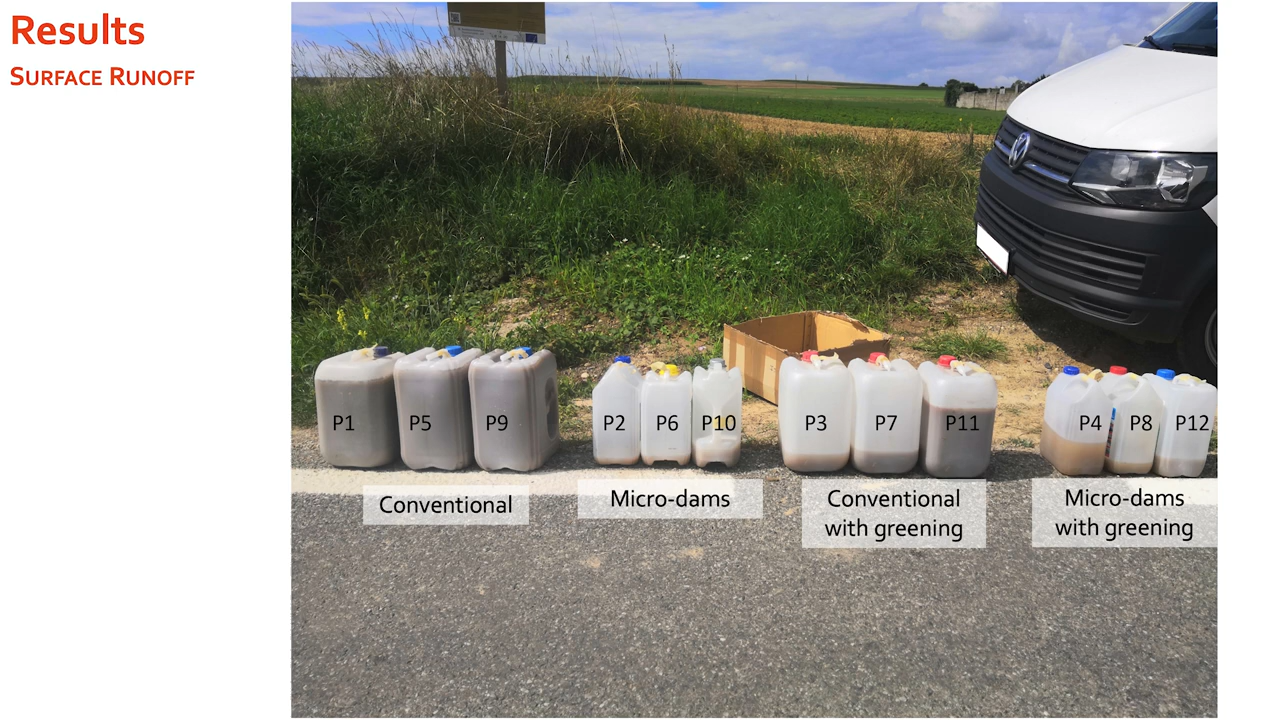 Results
SURFACE RUNOFF
P1
P5
P9
P2
P6
P10
P3
P7
P11
P4
P8
P12
Conventional
Micro-dams
Conventional
with greening
Micro-dams
with greening